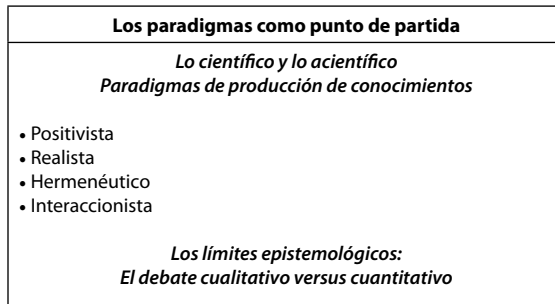 Los paradigmas como punto de partida
Lo científico y lo acientífico
Paradigmas de producción de conocimientos
• Positivista
• Realista
• Hermenéutico
• Interaccionista
Los límites epistemológicos:
El debate cualitativo versus cuantitativo